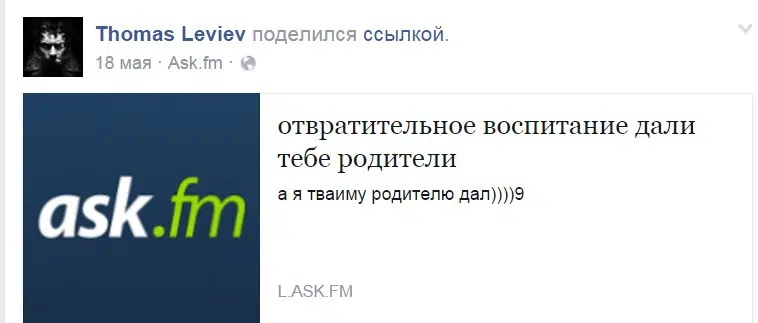 Thomas Leviev поделился ссылкой.
18 мая · Ask.fm ·
ask.fm
отвратительное воспитание дали
тебе родители
а я тваиму родителю дал))))9
L.ASK.FM